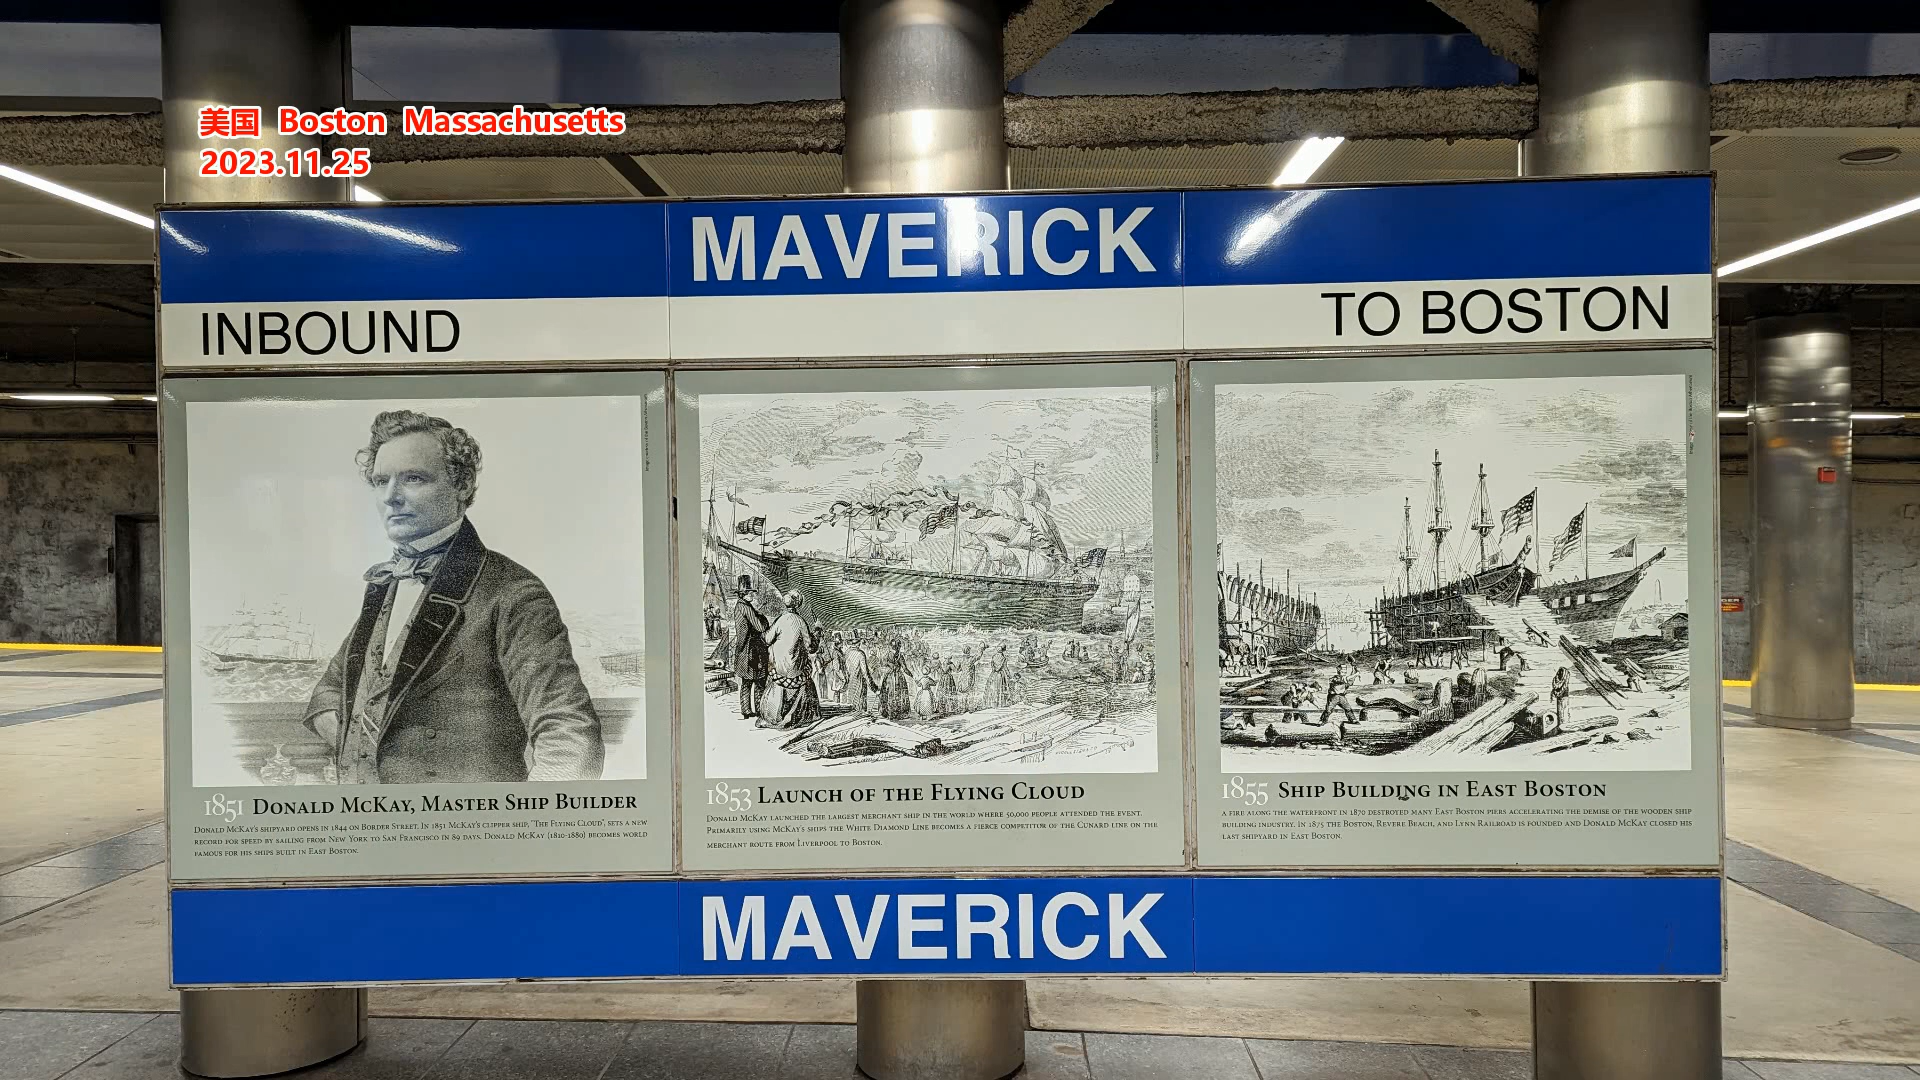 美国 Boston Massachusetts
2023.11.25
MAVERICK
INBOUND
TO BOSTON
1851 DONALD MCKAY, MASTER SHIP BUILDER
DONALD MCKAY'S SHIPYARD OPENS IN 1844 ON BORDER STREET. IN 1851 MCKAY'S CLIPPER SHIP, "THE FLYING CLOUD", SETS A NEW
RECORD FOR SPEED BY SAILING FROM NEW YORK TO SAN FRANCISCO IN 89 DAYS. DONALD MCKAY (1810-1880) BECOMES WORLD
FAMOUS FOR HIS SHIPS BUILT IN EAST BOSTON.
1853 LAUNCH OF THE FLYING CLOUD
DONALD MCKAY LAUNCHED THE LARGEST MERCHANT SHIP IN THE WORLD WHERE 50,000 PEOPLE ATTENDED THE EVENT.
PRIMARILY USING MCKAY'S SHIPS THE WHITE DIAMOND LINE BECOMES A FIERCE COMPETITOR OF THE CUNARD LINE ON THE
MERCHANT ROUTE FROM LIVERPOOL TO BOSTON.
1855 SHIP BUILDING IN EAST BOSTON
A FIRE ALONG THE WATERFRONT IN 1870 DESTROYED MANY EAST BOSTON PIERS ACCELERATING THE DEMISE OF THE WOODEN SHIP
BUILDING INDUSTRY. IN 1875 THE BOSTON, REVERE BEACH, AND LYNN RAILROAD IS FOUNDED AND DONALD MCKAY CLOSED HIS
LAST SHIPYARD IN EAST BOSTON.
MAVERICK